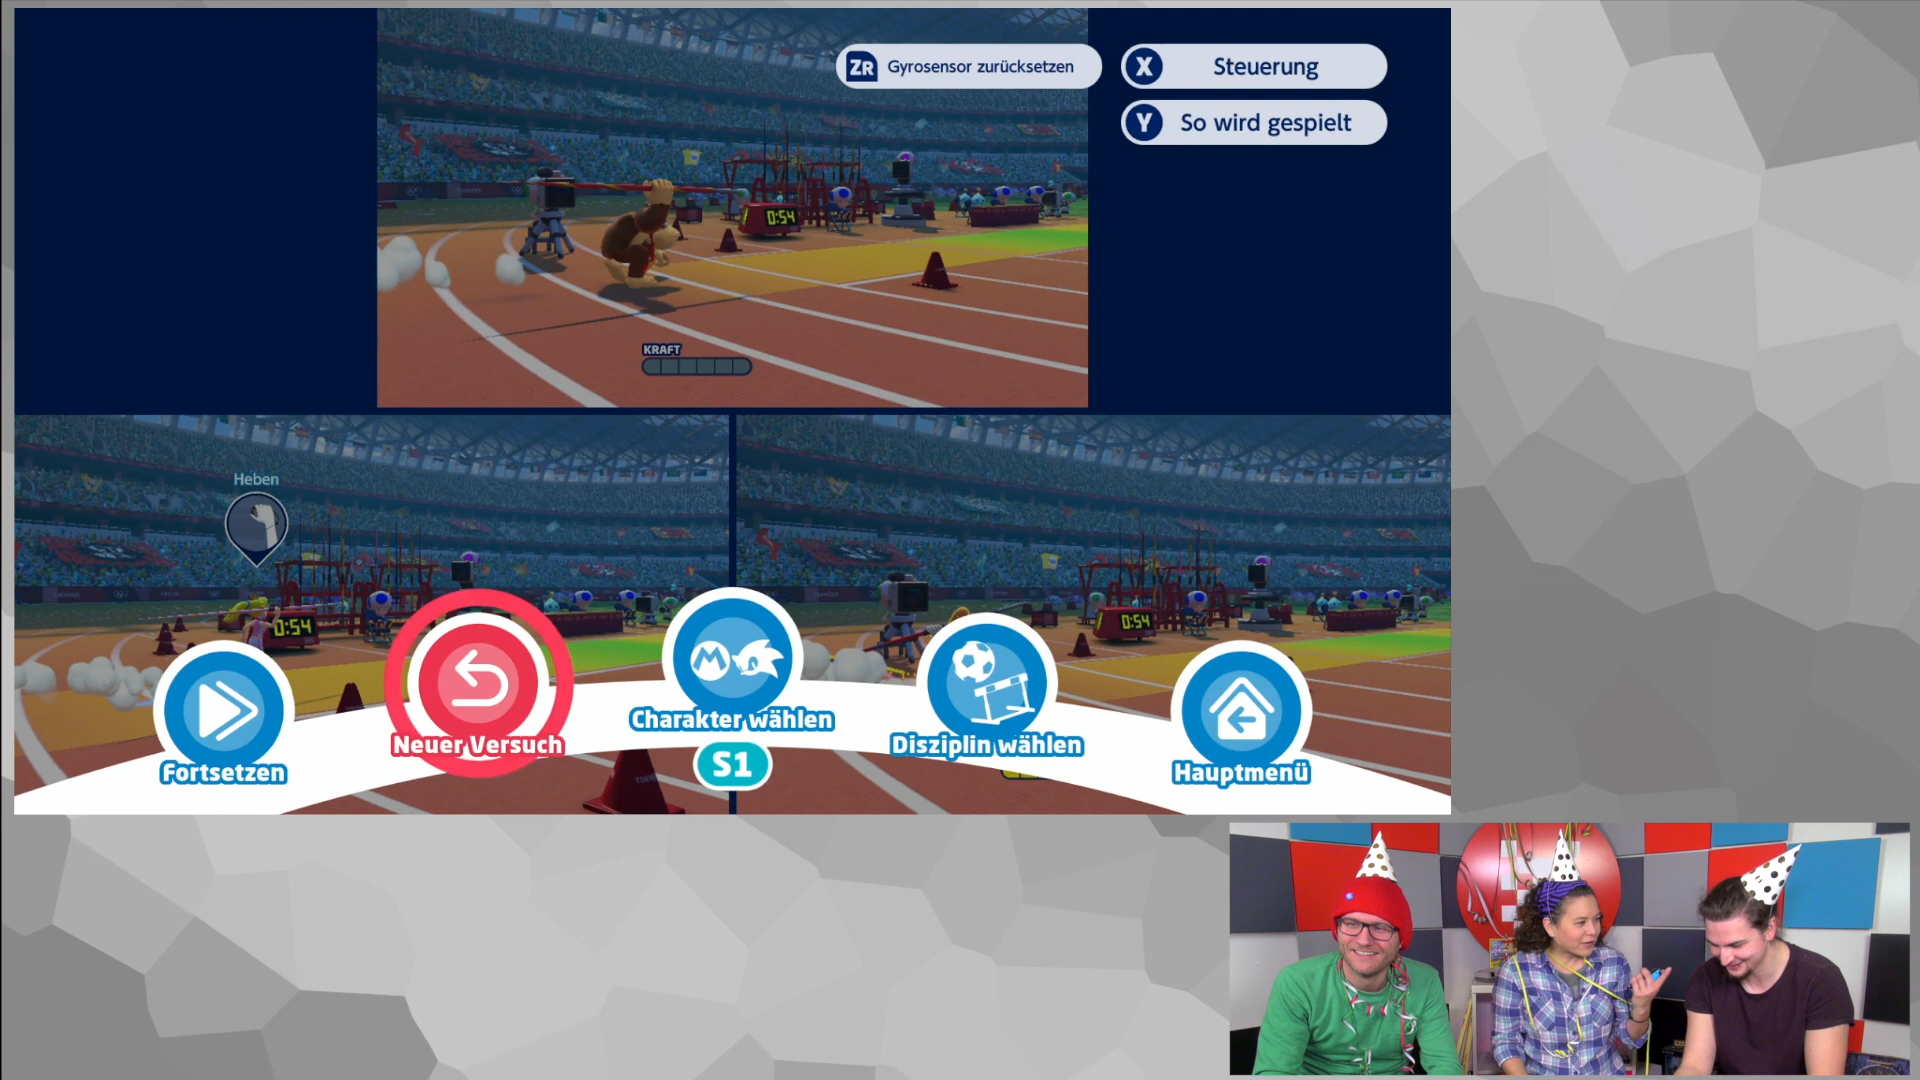 ZR Gyrosensor zurücksetzen
X Steuerung
Y So wird gespielt
0:54
KRAFT
Heben
0:54
0:54
Fortsetzen
Neuer Versuch
M
Charakter wählen
S1
Disziplin wählen
Hauptmenü